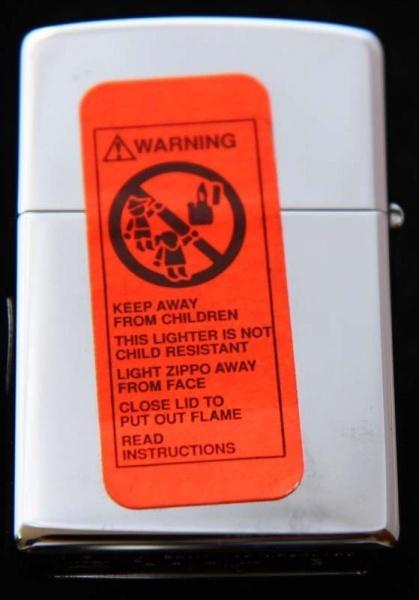 WARNING
KEEP AWAY
FROM CHILDREN
THIS LIGHTER IS NOT
CHILD RESISTANT
LIGHT ZIPPO AWAY
FROM FACE
CLOSE LID TO
PUT OUT FLAME
READ
INSTRUCTIONS